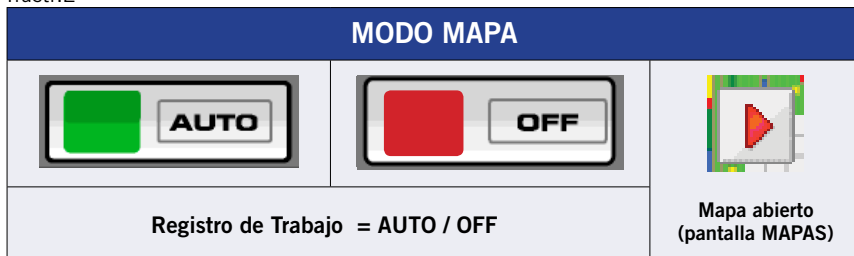 MODO MAPA
AUTO
OFF
Registro de Trabajo = AUTO / OFF
Mapa abierto
(pantalla MAPAS)